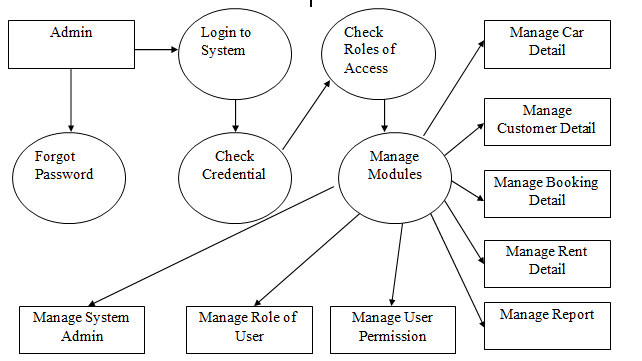 Admin
Login to
System
Check
Roles of
Access
Manage Car
Detail
Manage
Customer Detail
Forgot
Password
Check
Credential
Manage
Modules
Manage Booking
Detail
Manage Rent
Detail
Manage System
Admin
Manage Role of
User
Manage User
Permission
Manage Report